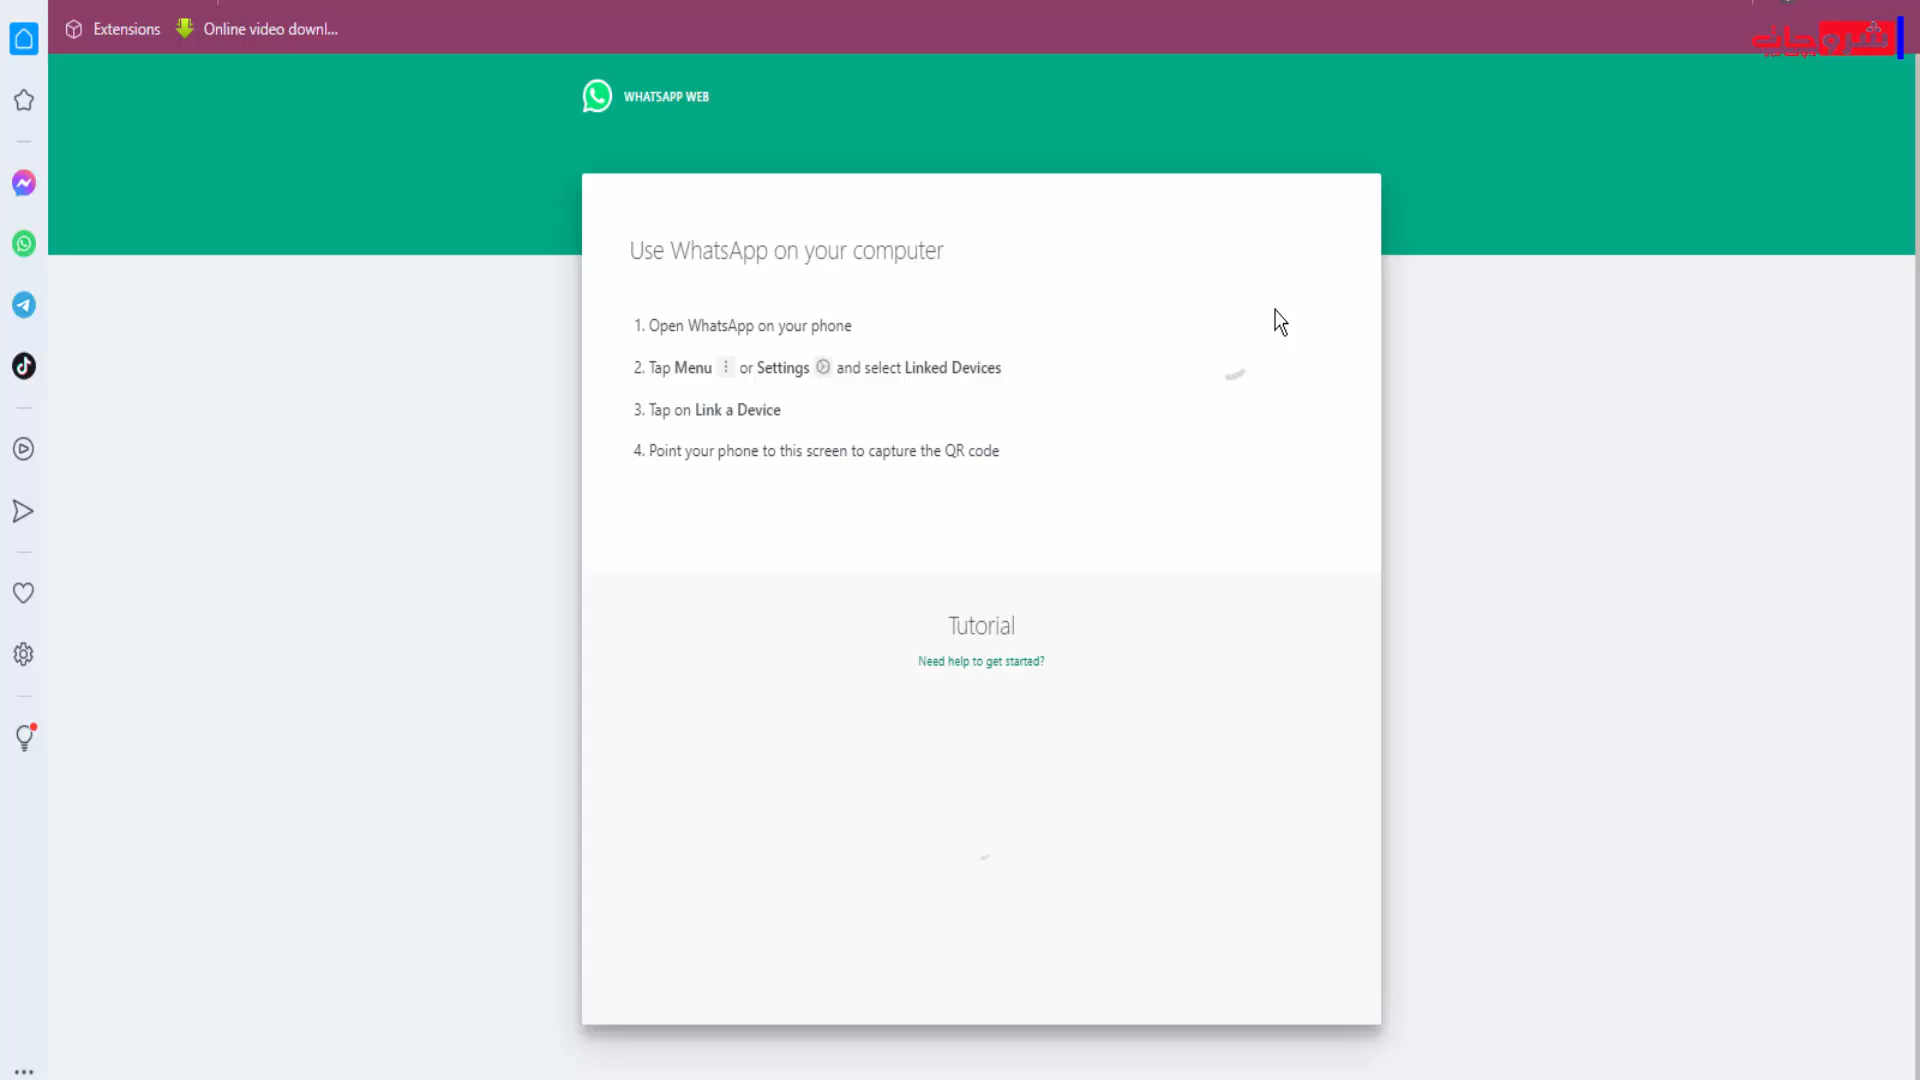 Extensions
Online video downl...
شروحات
WHATSAPP WEB
Use WhatsApp on your computer
1. Open WhatsApp on your phone
2. Tap Menu or Settings and select Linked Devices
3. Tap on Link a Device
4. Point your phone to this screen to capture the QR code
Tutorial
Need help to get started?